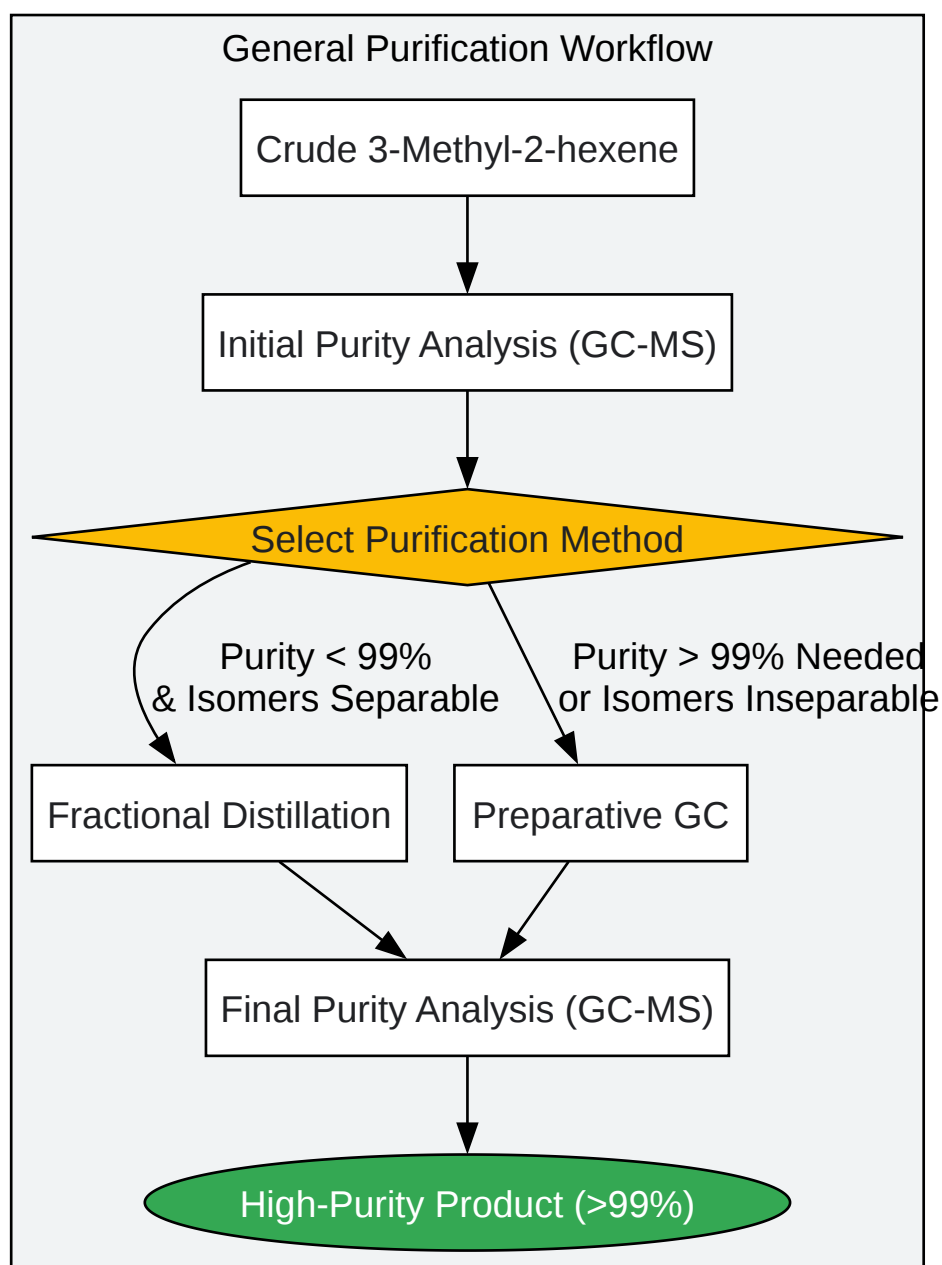 General Purification Workflow
Crude 3-Methyl-2-hexene
Initial Purity Analysis (GC-MS)
Select Purification Method
Purity < 99%
& Isomers Separable
Purity > 99% Needed
or Isomers Inseparable
Fractional Distillation
Preparative GC
Final Purity Analysis (GC-MS)
High-Purity Product (>99%)